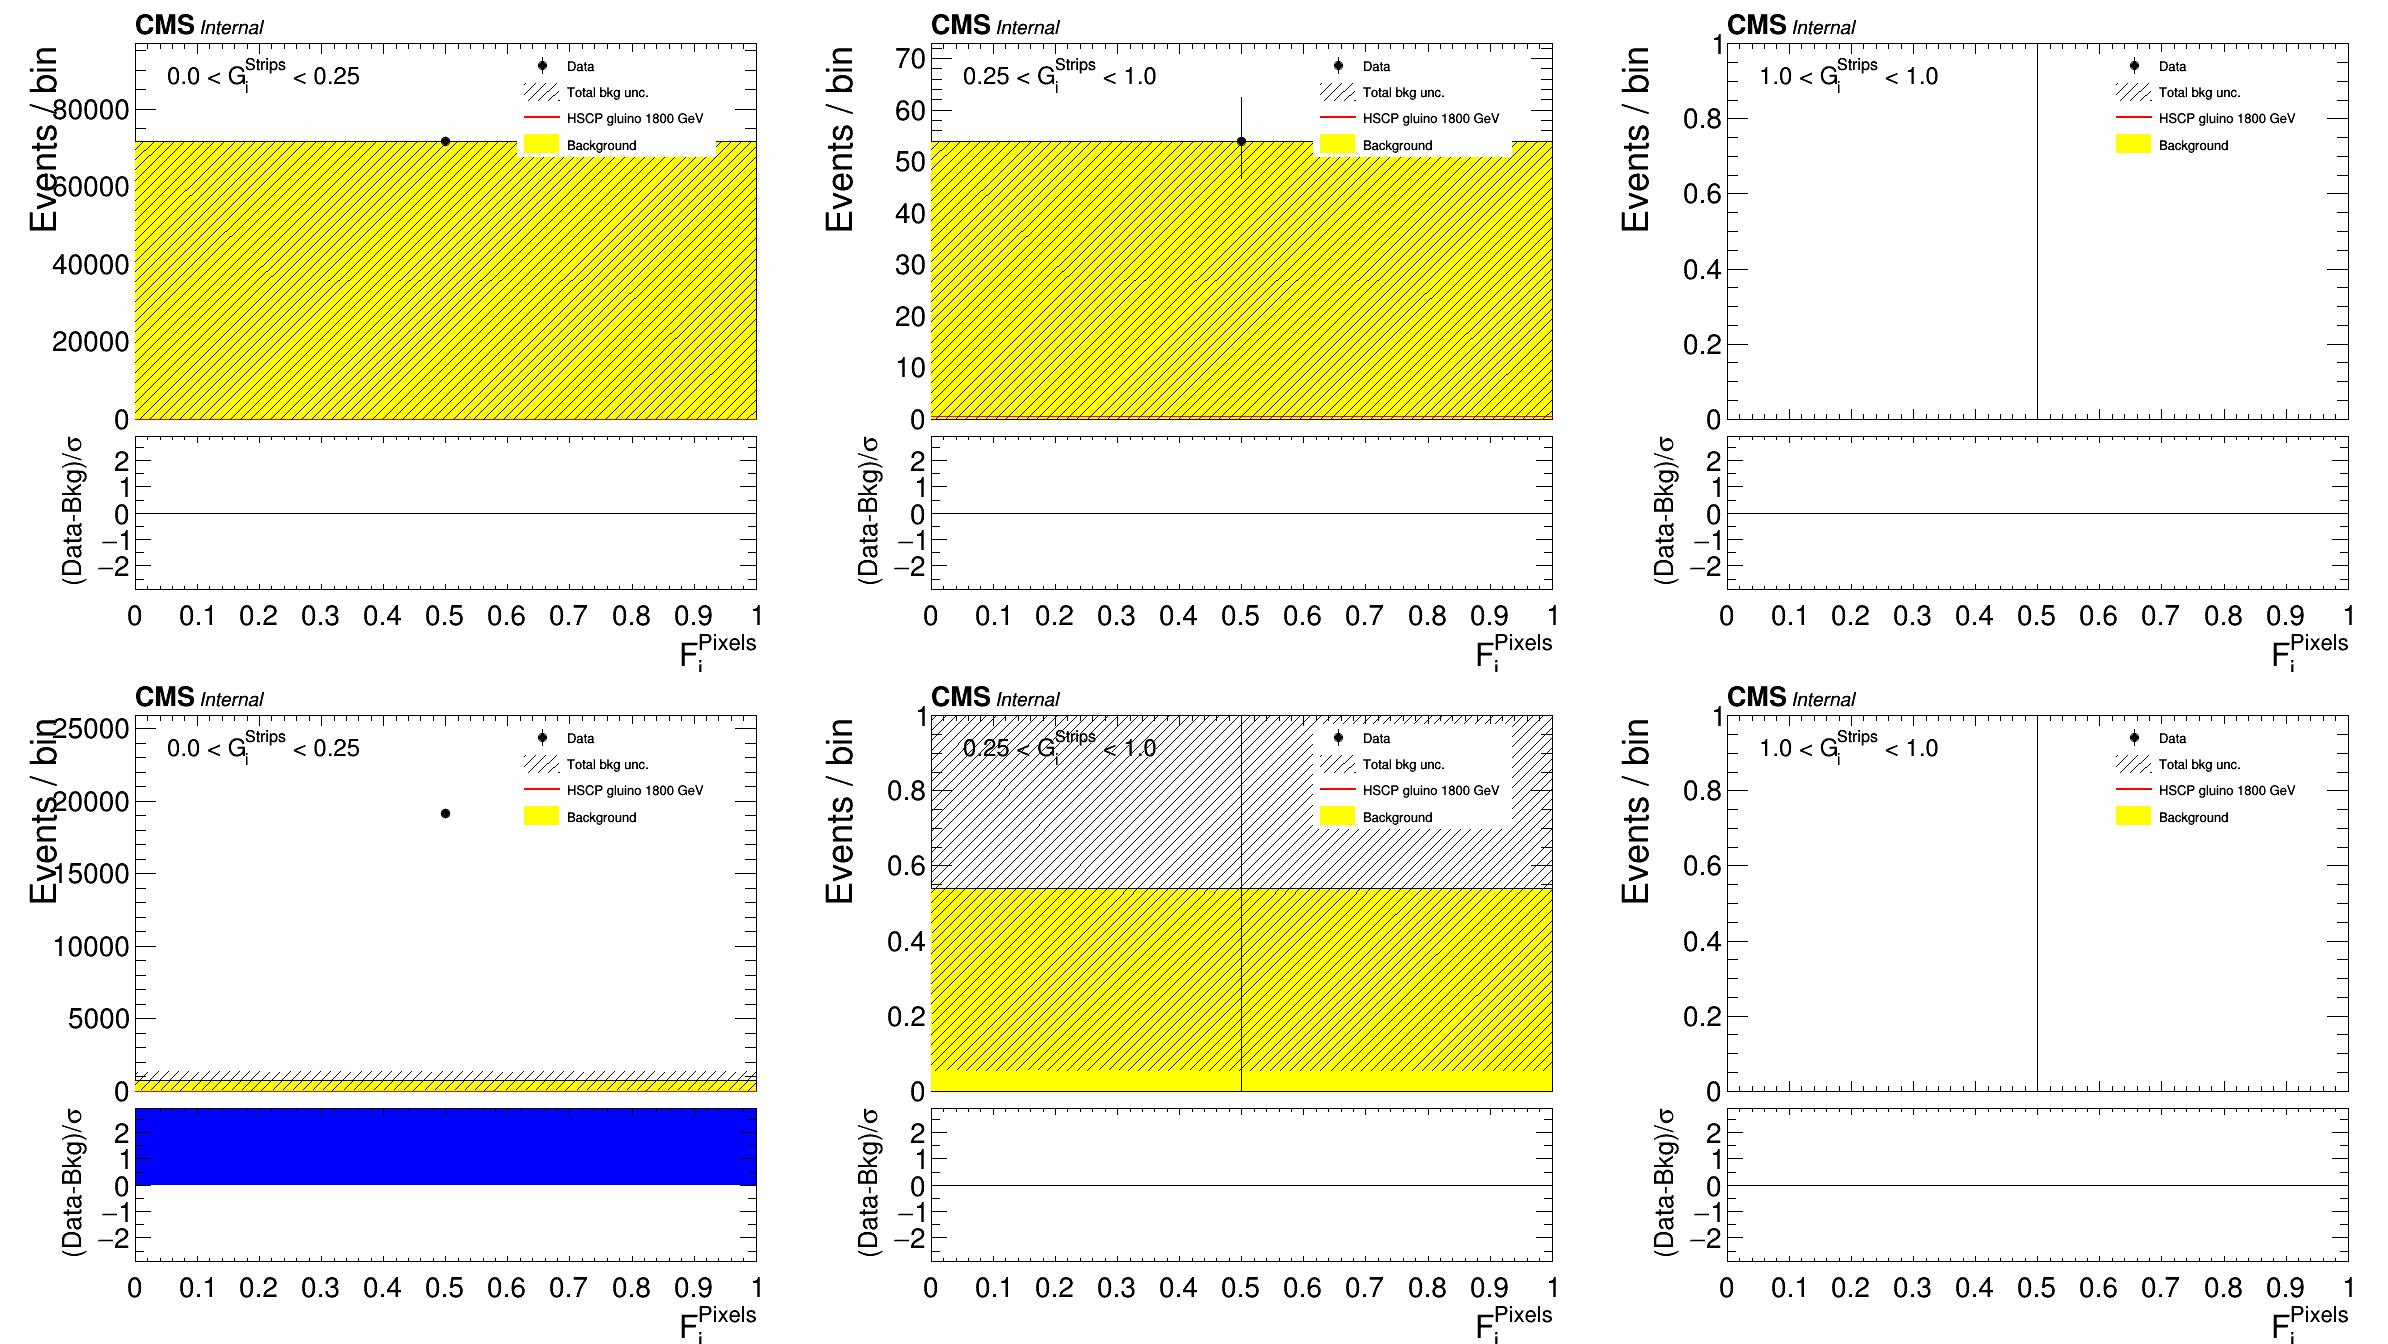 CMS Internal
Events / bin
0.0 < G_i^Strips < 0.25
Data
Total bkg unc.
HSCP gluino 1800 GeV
Background
80000
60000
40000
20000
0
(Data-Bkg)/σ
2
1
0
−1
−2
0 0.1 0.2 0.3 0.4 0.5 0.6 0.7 0.8 0.9 1
F_i^Pixels
CMS Internal
Events / bin
0.25 < G_i^Strips < 1.0
Data
Total bkg unc.
HSCP gluino 1800 GeV
Background
70
60
50
40
30
20
10
0
(Data-Bkg)/σ
2
1
0
−1
−2
0 0.1 0.2 0.3 0.4 0.5 0.6 0.7 0.8 0.9 1
F_i^Pixels
CMS Internal
Events / bin
1.0 < G_i^Strips < 1.0
Data
Total bkg unc.
HSCP gluino 1800 GeV
Background
1
0.8
0.6
0.4
0.2
0
(Data-Bkg)/σ
2
1
0
−1
−2
0 0.1 0.2 0.3 0.4 0.5 0.6 0.7 0.8 0.9 1
F_i^Pixels
CMS Internal
Events / bin
0.0 < G_i^Strips < 0.25
Data
Total bkg unc.
HSCP gluino 1800 GeV
Background
25000
20000
15000
10000
5000
0
(Data-Bkg)/σ
2
1
0
−1
−2
0 0.1 0.2 0.3 0.4 0.5 0.6 0.7 0.8 0.9 1
F_i^Pixels
CMS Internal
Events / bin
0.25 < G_i^Strips < 1.0
Data
Total bkg unc.
HSCP gluino 1800 GeV
Background
1
0.8
0.6
0.4
0.2
0
(Data-Bkg)/σ
2
1
0
−1
−2
0 0.1 0.2 0.3 0.4 0.5 0.6 0.7 0.8 0.9 1
F_i^Pixels
CMS Internal
Events / bin
1.0 < G_i^Strips < 1.0
Data
Total bkg unc.
HSCP gluino 1800 GeV
Background
1
0.8
0.6
0.4
0.2
0
(Data-Bkg)/σ
2
1
0
−1
−2
0 0.1 0.2 0.3 0.4 0.5 0.6 0.7 0.8 0.9 1
F_i^Pixels